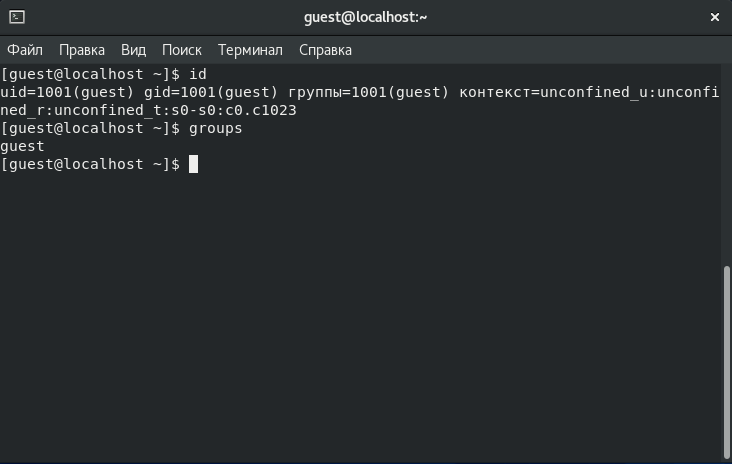 guest@localhost:~
Файл Правка Вид Поиск Терминал Справка
[guest@localhost ~]$ id
uid=1001(guest) gid=1001(guest) группы=1001(guest) контекст=unconfined_u:unconfi
ned_r:unconfined_t:s0-s0:c0.c1023
[guest@localhost ~]$ groups
guest
[guest@localhost ~]$